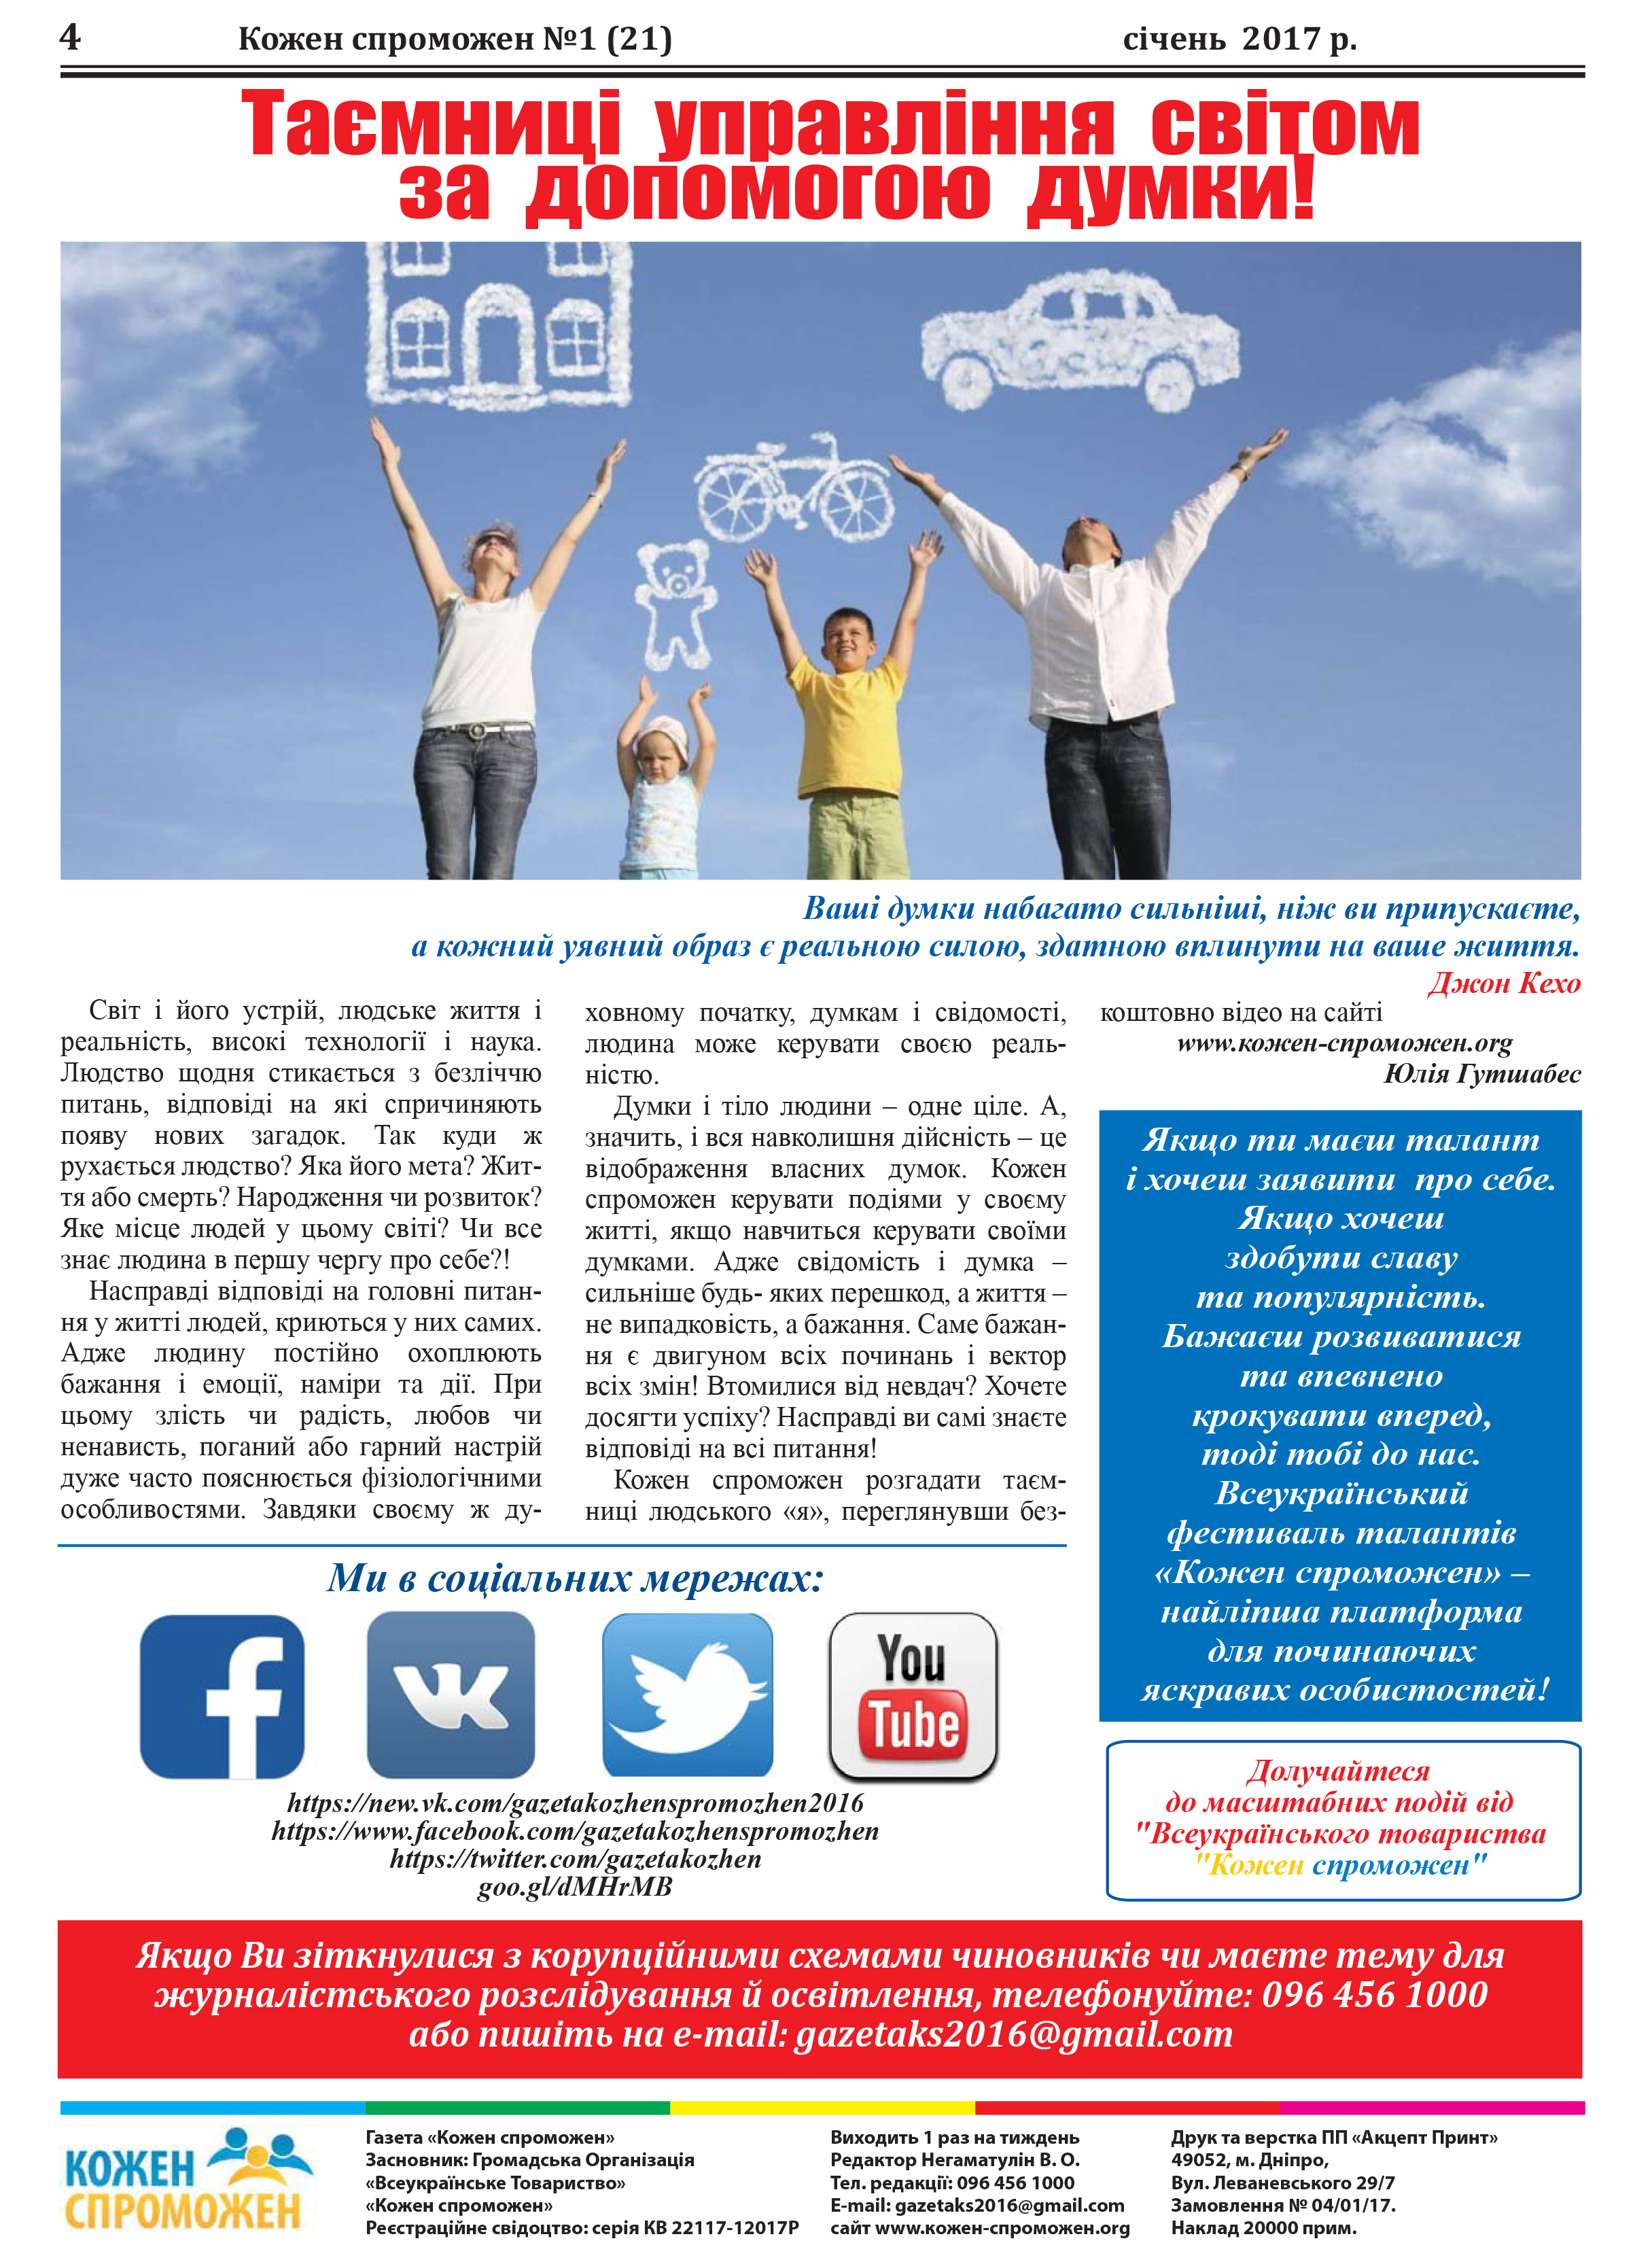 4
Кожен спроможен №1 (21)
січень 2017 р.
Таємниці управління світом
за допомогою думки!
Ваші думки набагато сильніші, ніж ви припускаєте,
а кожний уявний образ є реальною силою, здатною вплинути на ваше життя.
Джон Кехо
Світ і його устрій, людське життя і
реальність, високі технології і наука.
Людство щодня стикається з безліччю
питань, відповіді на які спричиняють
появу нових загадок. Так куди ж
рухається людство? Яка його мета? Жит-
тя або смерть? Народження чи розвиток?
Яке місце людей у цьому світі? Чи все
знає людина в першу чергу про себе?!
Насправді відповіді на головні питан-
ня у житті людей, криються у них самих.
Адже людину постійно охоплюють
бажання і емоції, наміри та дії. При
цьому злість чи радість, любов чи
ненависть, поганий або гарний настрій
дуже часто пояснюється фізіологічними
особливостями. Завдяки своєму ж ду-
ховному початку, думкам і свідомості,
людина може керувати своєю реаль-
ністю.
Думки і тіло людини – одне ціле. А,
значить, і вся навколишня дійсність – це
відображення власних думок. Кожен
спроможен керувати подіями у своєму
житті, якщо навчиться керувати своїми
думками. Адже свідомість і думка –
сильніше будь- яких перешкод, а життя –
не випадковість, а бажання. Саме бажан-
ня є двигуном всіх починань і вектор
всіх змін! Втомилися від невдач? Хочете
досягти успіху? Насправді ви самі знаєте
відповіді на всі питання!
Кожен спроможен розгадати таєм-
ниці людського «я», переглянувши без-
коштовно відео на сайті
www.кожен-спроможен.org
Юлія Гутшабес
Якщо ти маєш талант
і хочеш заявити про себе.
Якщо хочеш
здобути славу
та популярність.
Бажаєш розвиватися
та впевнено
крокувати вперед,
тоді тобі до нас.
Всеукраїнський
фестиваль талантів
«Кожен спроможен» –
найліпша платформа
для починаючих
яскравих особистостей!
Ми в соціальних мережах:
f
VK
You
Tube
https://new.vk.com/gazetakozhenspromozhen2016
https://www.facebook.com/gazetakozhenspromozhen
https://twitter.com/gazetakozhen
goo.gl/dMHrMB
Долучайтеся
до масштабних подій від
"Всеукраїнського товариства
"Кожен спроможен"
Якщо Ви зіткнулися з корупційними схемами чиновників чи маєте тему для
журналістського розслідування й освітлення, телефонуйте: 096 456 1000
або пишіть на e-mail: gazetaks2016@gmail.com
КОЖЕН
СПРОМОЖЕН
Газета «Кожен спроможен»
Засновник: Громадська Організація
«Всеукраїнське Товариство»
«Кожен спроможен»
Реєстраційне свідоцтво: серія КВ 22117-12017Р
Виходить 1 раз на тиждень
Редактор Негаматулін В. О.
Тел. редакції: 096 456 1000
E-mail: gazetaks2016@gmail.com
сайт www.кожен-спроможен.org
Друк та верстка ПП «Акцепт Принт»
49052, м. Дніпро,
Вул. Леваневського 29/7
Замовлення № 04/01/17.
Наклад 20000 прим.